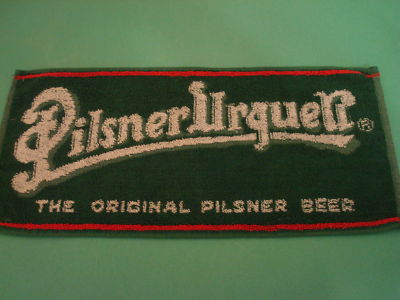 Pilsner Urquell ®
THE ORIGINAL PILSNER BEER